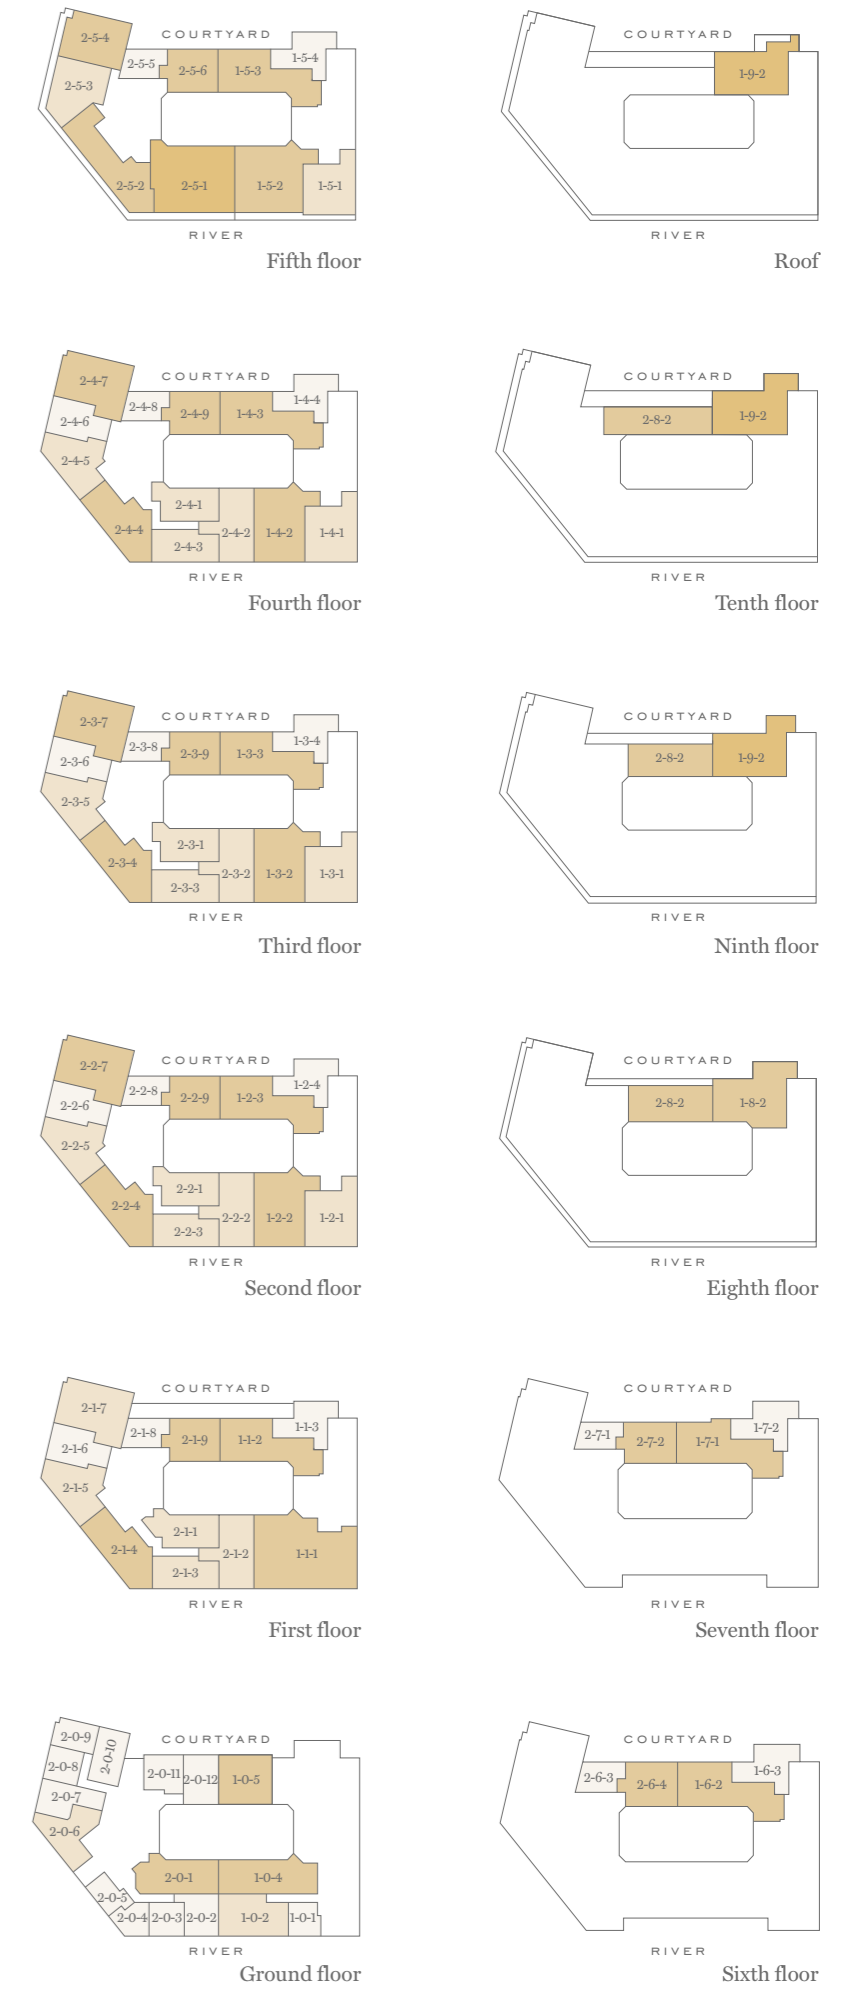 COURTYARD
2-5-4
2-5-5
2-5-6
1-5-3
1-5-4
2-5-3
2-5-2
2-5-1
1-5-2
1-5-1
RIVER
Fifth floor
COURTYARD
1-9-2
RIVER
Roof
COURTYARD
2-4-7
2-4-8
2-4-9
1-4-3
1-4-4
2-4-6
2-4-5
2-4-1
2-4-4
2-4-2
1-4-2
1-4-1
2-4-3
RIVER
Fourth floor
COURTYARD
2-8-2
1-9-2
RIVER
Tenth floor
COURTYARD
2-3-7
2-3-8
2-3-9
1-3-3
1-3-4
2-3-6
2-3-5
2-3-1
2-3-4
2-3-2
1-3-2
1-3-1
2-3-3
RIVER
Third floor
COURTYARD
2-8-2
1-9-2
RIVER
Ninth floor
COURTYARD
2-2-7
2-2-8
2-2-9
1-2-3
1-2-4
2-2-6
2-2-5
2-2-1
2-2-4
2-2-2
1-2-2
1-2-1
2-2-3
RIVER
Second floor
COURTYARD
2-8-2
1-8-2
RIVER
Eighth floor
COURTYARD
2-1-7
2-1-8
2-1-9
1-1-2
1-1-3
2-1-6
2-1-5
2-1-1
2-1-4
2-1-2
1-1-1
2-1-3
RIVER
First floor
COURTYARD
2-7-1
2-7-2
1-7-1
1-7-2
RIVER
Seventh floor
COURTYARD
2-0-9
2-0-10
2-0-8
2-0-11
2-0-12
1-0-5
2-0-7
2-0-6
2-0-1
1-0-4
2-0-5
2-0-4
2-0-3
2-0-2
1-0-2
1-0-1
RIVER
Ground floor
COURTYARD
2-6-3
2-6-4
1-6-2
1-6-3
RIVER
Sixth floor